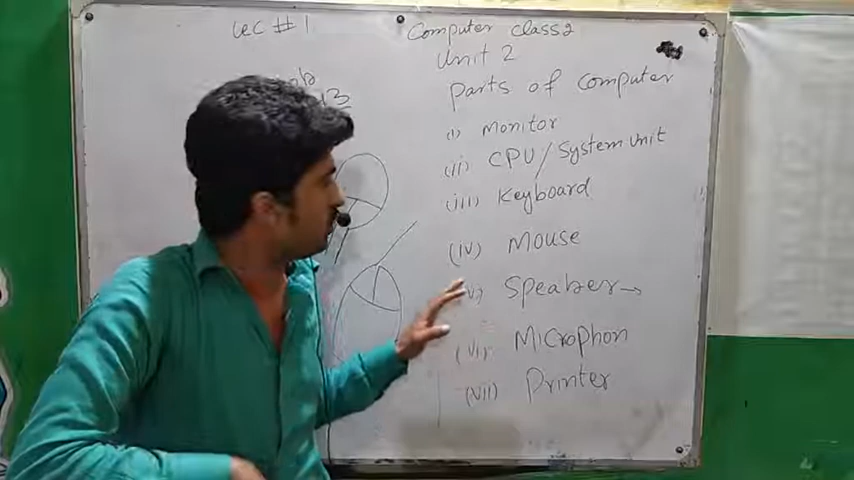 Lec # 1
Computer Class 2
Unit 2
Parts of Computer
(i) Monitor
(ii) CPU / System Unit
(iii) Keyboard
(iv) Mouse
(v) Speaker →
(vi) Microphon
(vii) Printer